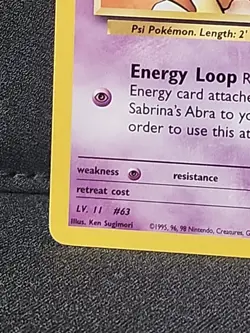 Psi Pokémon. Length: 2'
Energy Loop R
Energy card attache
Sabrina's Abra to yo
order to use this at
weakness resistance
retreat cost
LV. 11 #63
Illus. Ken Sugimori ©1995, 96, 98 Nintendo, Creatures, G